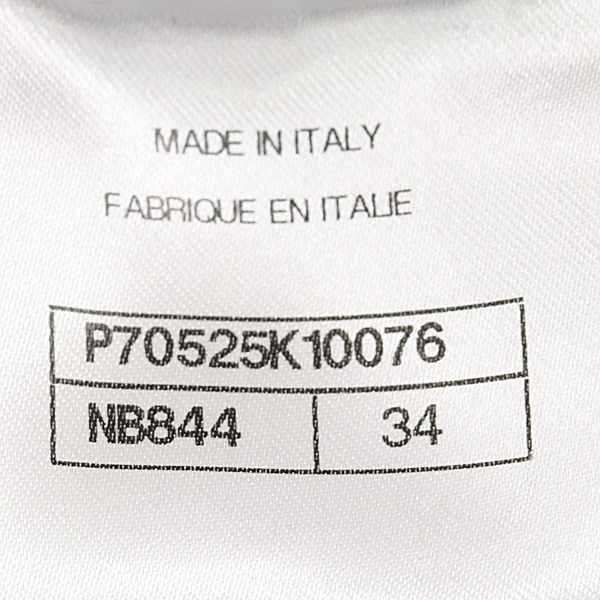 MADE IN ITALY
FABRIQUE EN ITALIE
P70525K10076
NB844 34